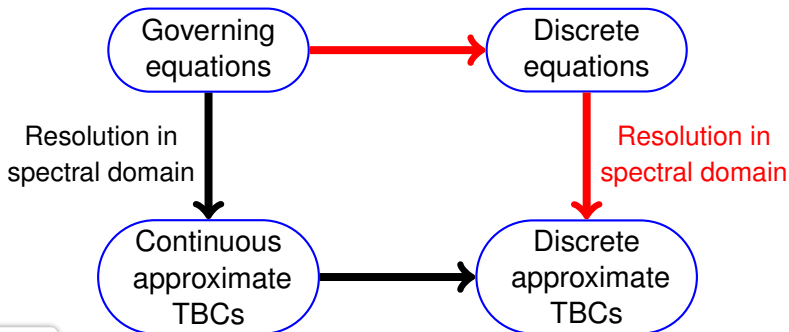 Governing
equations
Discrete
equations
Resolution in
spectral domain
Resolution in
spectral domain
Continuous
approximate
TBCs
Discrete
approximate
TBCs